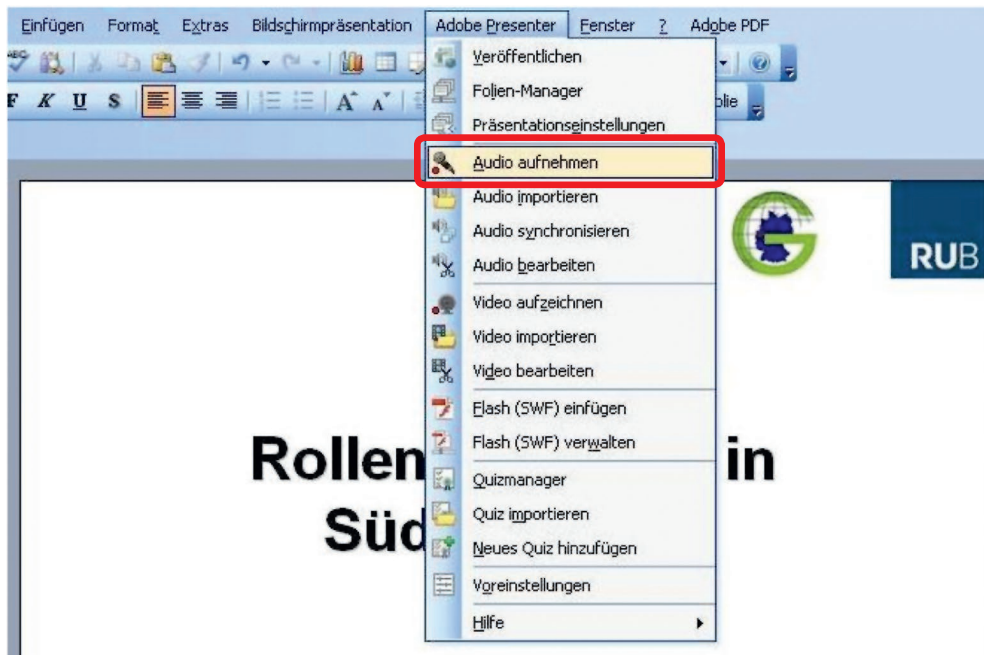 Einfügen Format Extras Bildschirmpräsentation Adobe Presenter Fenster ? Adobe PDF
ABC
F K U S A A olie
Veröffentlichen
Folien-Manager
Präsentationseinstellungen
Audio aufnehmen
Audio importieren
Audio synchronisieren
Audio bearbeiten
Video aufzeichnen
Video importieren
Video bearbeiten
Flash (SWF) einfügen
Flash (SWF) verwalten
Quizmanager
Quiz importieren
Neues Quiz hinzufügen
Voreinstellungen
Hilfe
G RUB
Rollen in
Süd